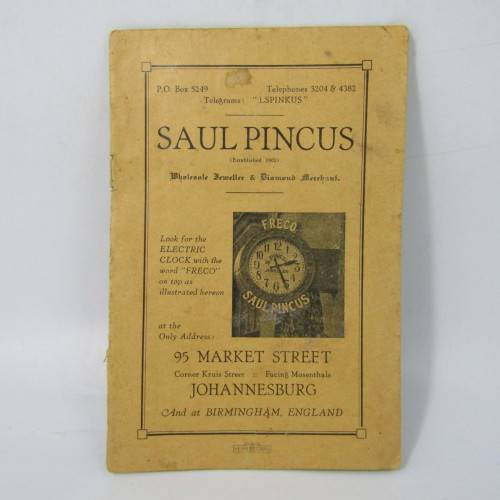 P.O. Box 5249 Telephones 3204 & 4382
Telegrams: "LSPINKUS"
SAUL PINCUS
(Established 1902)
Wholesale Jeweller & Diamond Merchant.
Look for the
ELECTRIC
CLOCK with the
word "FRECO"
on top as
illustrated hereon
FRECO
SAUL PINCUS
at the
Only Address:
95 MARKET STREET
Corner Kruis Street :: Facing Mosenthals
JOHANNESBURG
And at BIRMINGHAM, ENGLAND